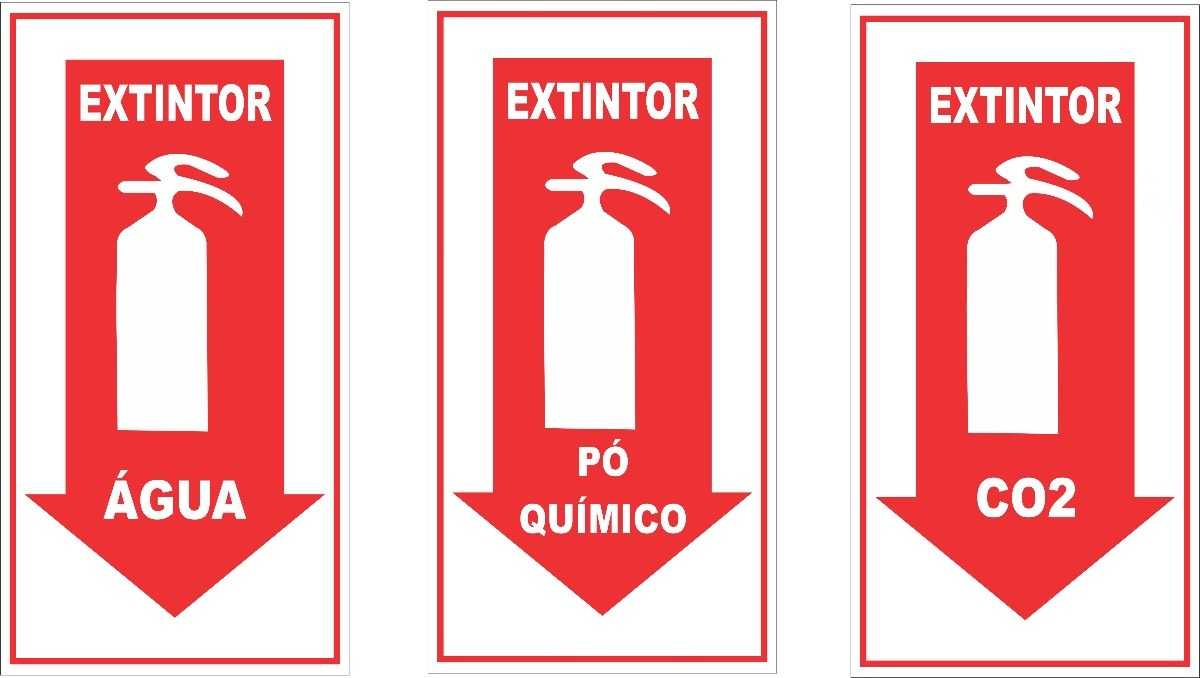 EXTINTOR
ÁGUA
EXTINTOR
PÓ
QUÍMICO
EXTINTOR
CO2